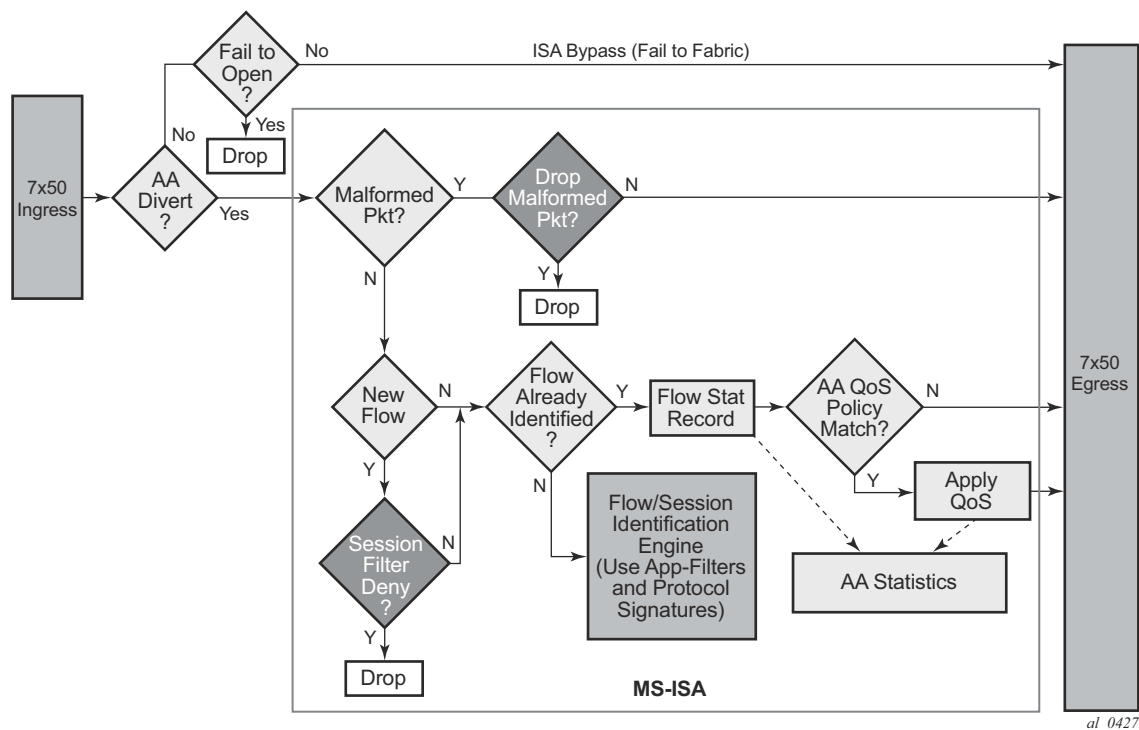 Fail to
Open
?
No
ISA Bypass (Fail to Fabric)
Yes
Drop
No
7x50
Ingress
AA
Divert
?
Yes
Malformed
Pkt?
Y
Drop
Malformed
Pkt?
N
N
Y
Drop
New
Flow
N
Flow
Already
Identified
?
Y
Flow Stat
Record
AA QoS
Policy
Match?
N
7x50
Egress
Y
N
Y
Apply
QoS
Session
Filter
Deny
?
N
Flow/Session
Identification
Engine
(Use App-Filters
and Protocol
Signatures)
AA Statistics
Y
Drop
MS-ISA
al_0427